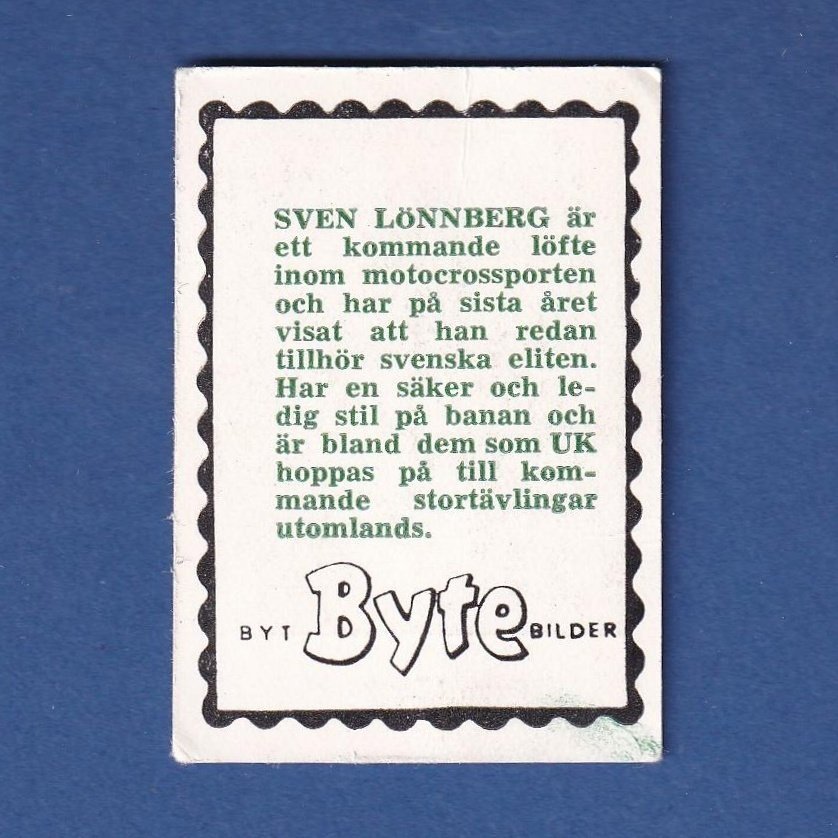 SVEN LÖNNBERG är
ett kommande löfte
inom motocrossporten
och har på sista året
visat att han redan
tillhör svenska eliten.
Har en säker och le-
dig stil på banan och
är bland dem som UK
hoppas på till kom-
mande stortävlingar
utomlands.
BYT Byte BILDER